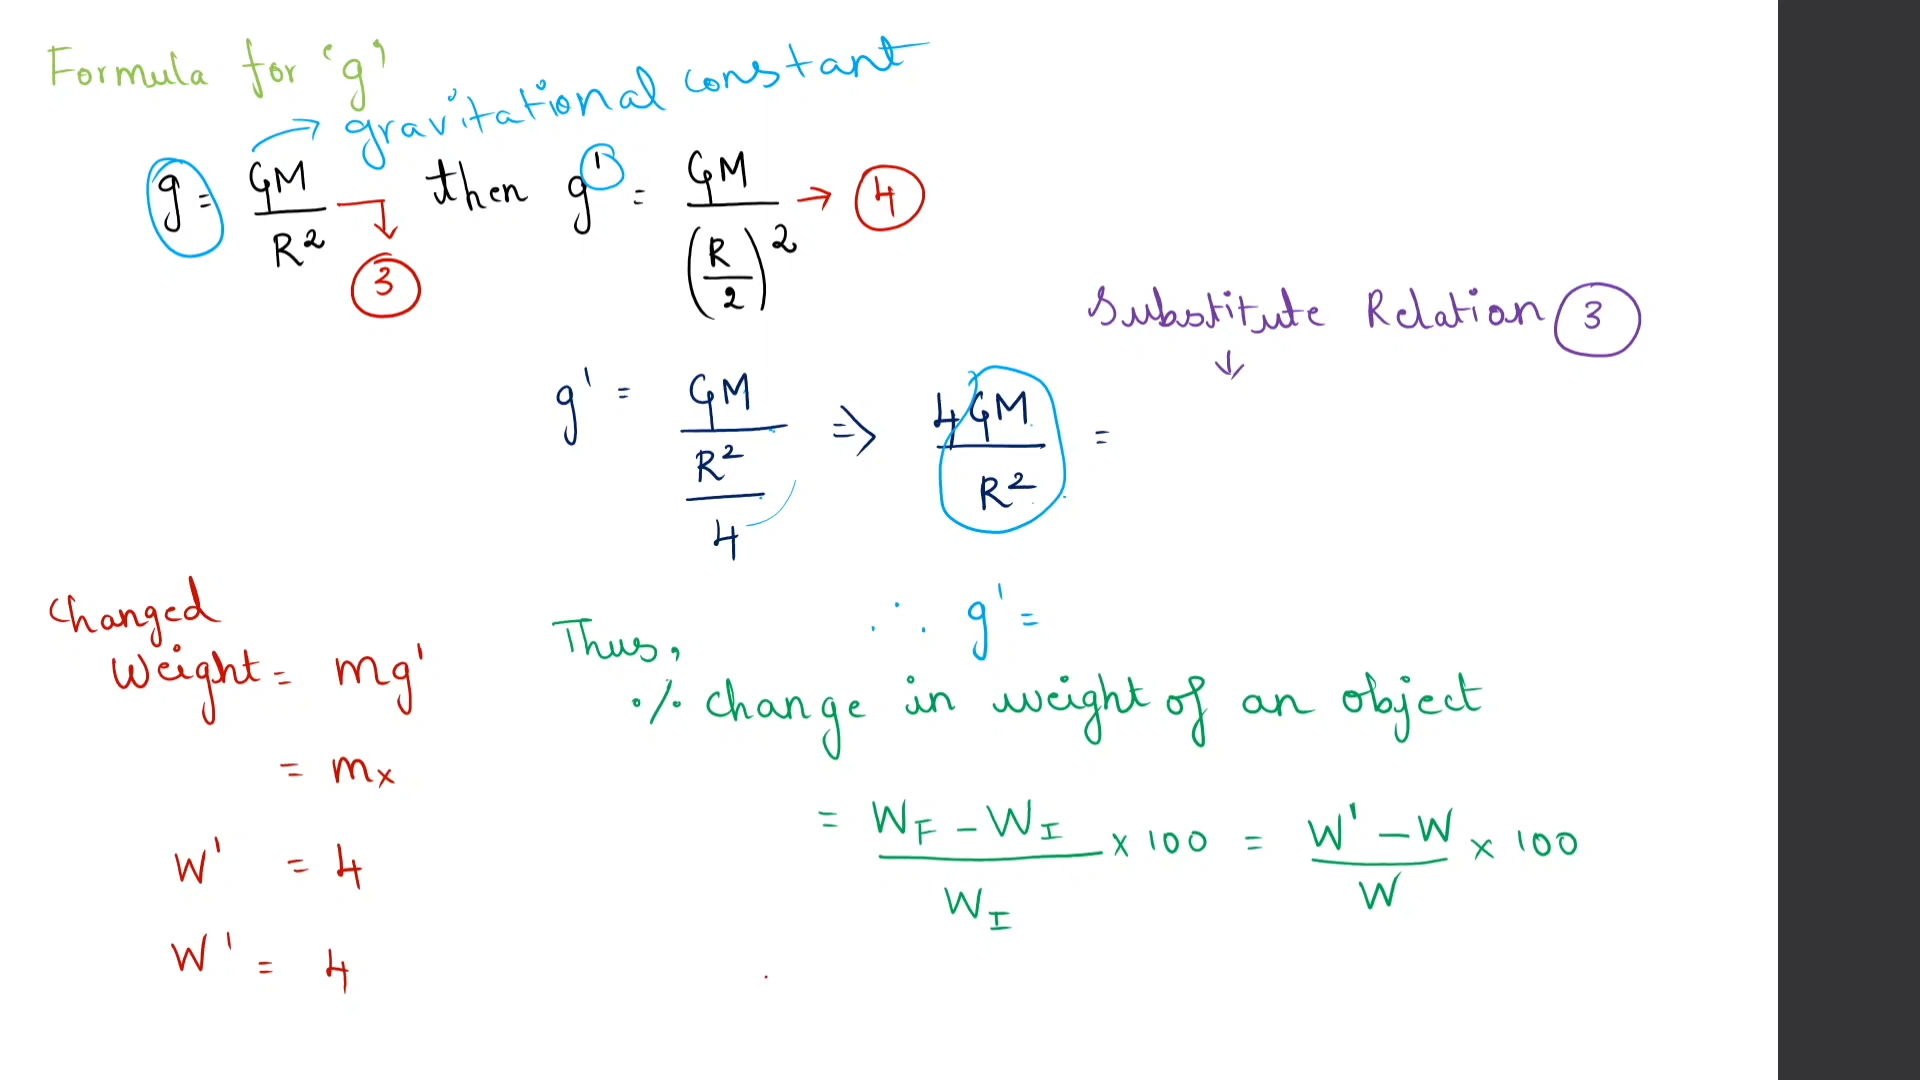 Formula for 'g'
gravitational constant
g = GM/R² → 3 then g' = GM/(R/2)² → 4
Substitute Relation 3
g' = GM/(R²/4) ⇒ 4GM/R² =
∴ g' =
Changed
Weight = mg'
= m×
W' = 4
W' = 4
Thus,
% change in weight of an object
= (W_F − W_I)/W_I × 100 = (W' − W)/W × 100